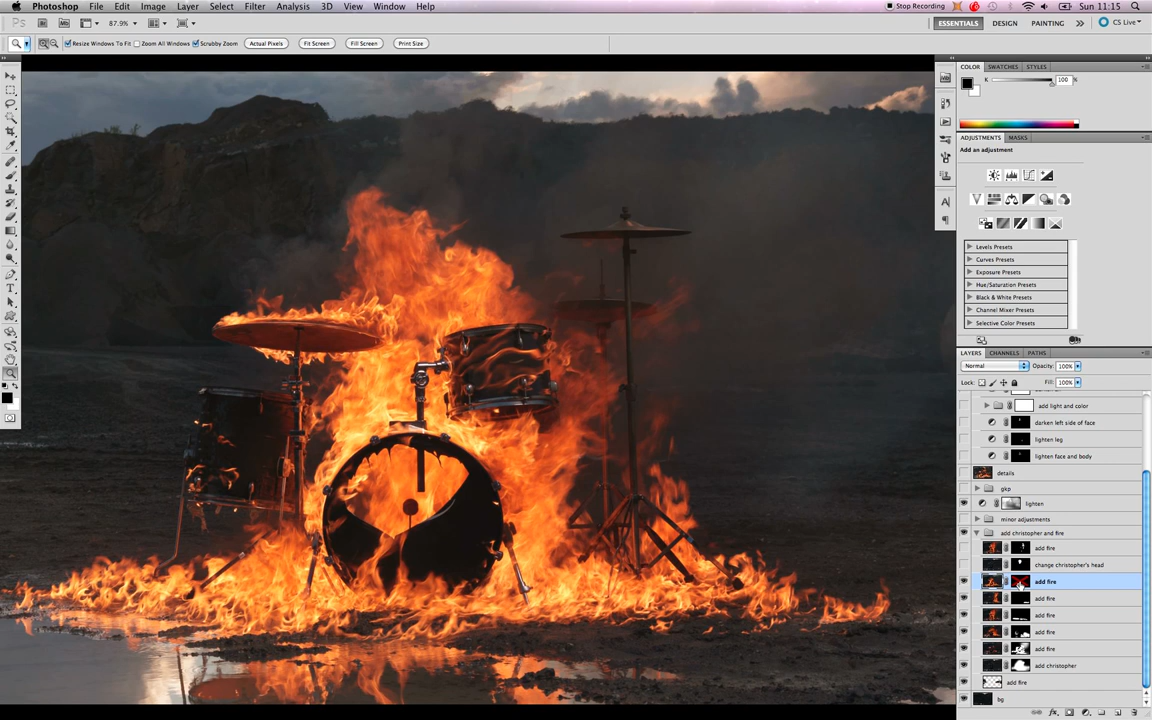 Photoshop File Edit Image Layer Select Filter Analysis 3D View Window Help Stop Recording Sun 11:15
Ps Br Mb 87.9% ESSENTIALS DESIGN PAINTING CS Live
Resize Windows To Fit Zoom All Windows Scrubby Zoom Actual Pixels Fit Screen Fill Screen Print Size
COLOR SWATCHES STYLES
K 100 %
ADJUSTMENTS MASKS
Add an adjustment
Levels Presets
Curves Presets
Exposure Presets
Hue/Saturation Presets
Black & White Presets
Channel Mixer Presets
Selective Color Presets
LAYERS CHANNELS PATHS
Normal Opacity: 100%
Lock: Fill: 100%
add light and color
darken left side of face
lighten leg
lighten face and body
details
gkp
lighten
minor adjustments
add christopher and fire
add fire
change christopher's head
add fire
add fire
add fire
add fire
add fire
add christopher
add fire
bg